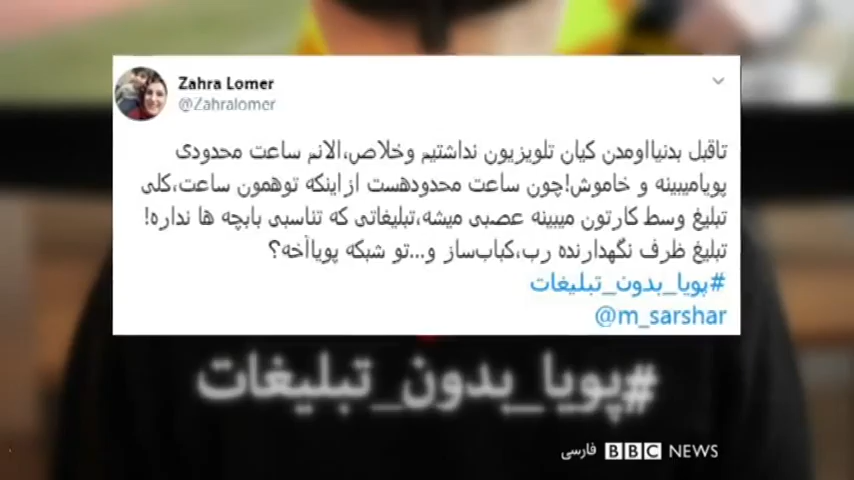 Zahra Lomer
@Zahralomer
تاقبل بدنیااومدن کیان تلویزیون نداشتیم وخلاص،الانم ساعت محدودی
پویامیبینه و خاموش!چون ساعت محدودهست ازاینکه توهمون ساعت،کلی
تبلیغ وسط کارتون میبینه عصبی میشه،تبلیغاتی که تناسبی بابچه ها نداره!
تبلیغ ظرف نگهدارنده رب،کباب‌ساز و...تو شبکه پویاآخه؟
#پویا_بدون_تبلیغات
@m_sarshar
#پویا_بدون_تبلیغات
BBC NEWS فارسی